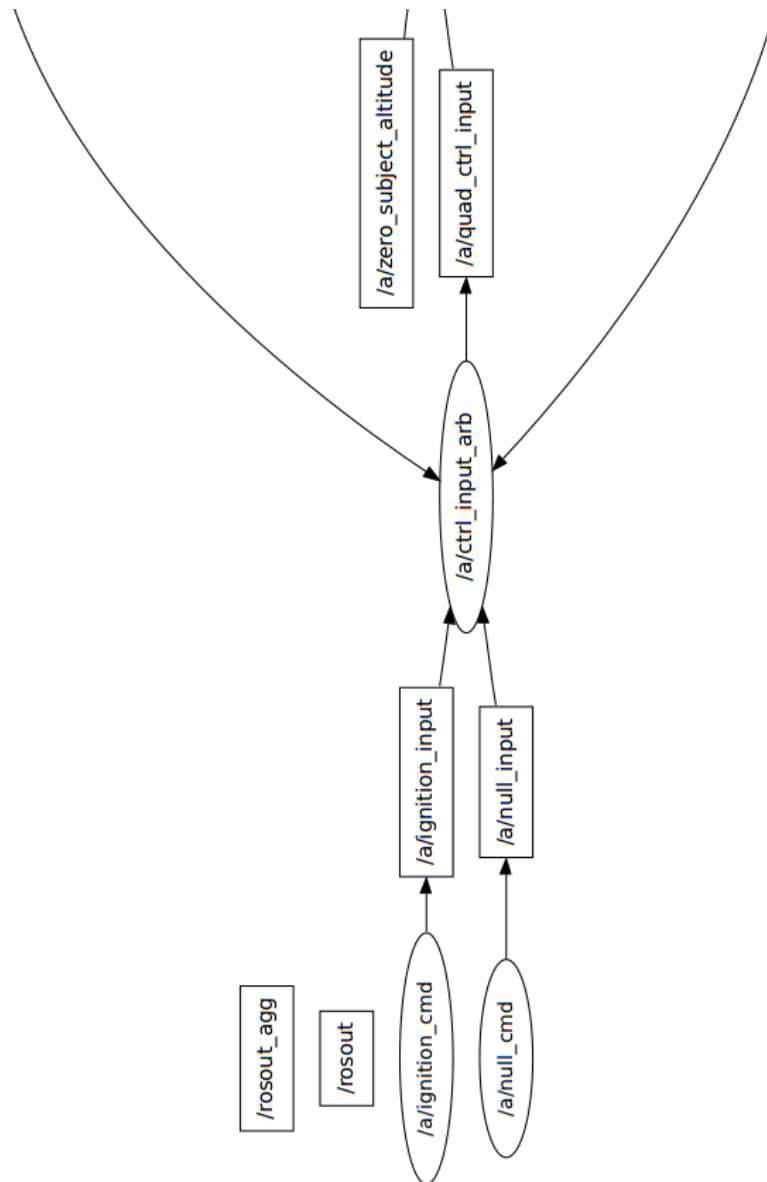 /rosout_agg
/rosout
/a/ignition_cmd
/a/null_cmd
/a/ignition_input
/a/null_input
/a/ctrl_input_arb
/a/zero_subject_altitude
/a/quad_ctrl_input